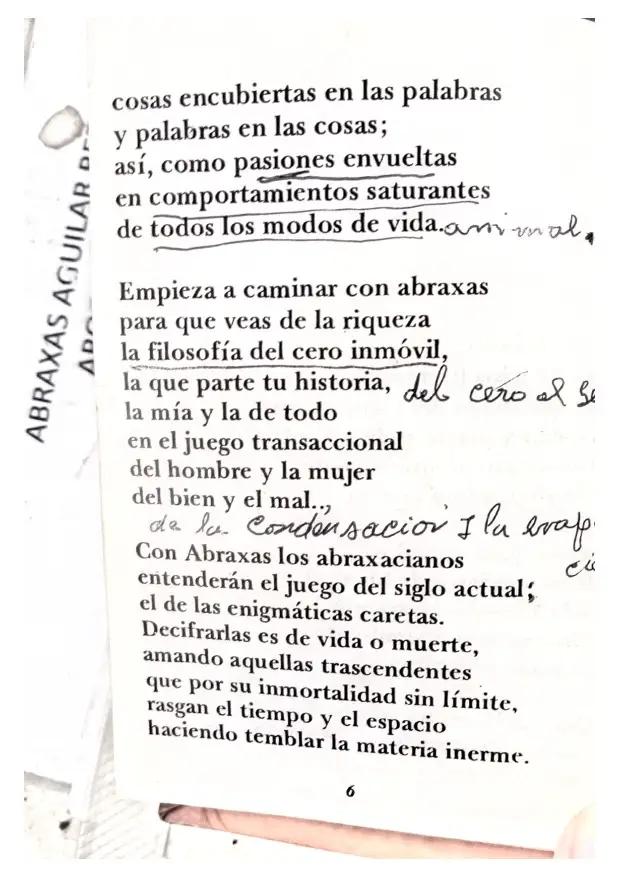 cosas encubiertas en las palabras
y palabras en las cosas;
así, como pasiones envueltas
en comportamientos saturantes
de todos los modos de vida. animal,
Empieza a caminar con abraxas
para que veas de la riqueza
la filosofía del cero inmóvil,
la que parte tu historia, del cero al
la mía y la de todo
en el juego transaccional
del hombre y la mujer
del bien y el mal..,
de la condensación y la
Con Abraxas los abraxacianos
entenderán el juego del siglo actual;
el de las enigmáticas caretas.
Decifrarlas es de vida o muerte,
amando aquellas trascendentes
que por su inmortalidad sin límite,
rasgan el tiempo y el espacio
haciendo temblar la materia inerme.
6
ABRAXAS AGUILAR